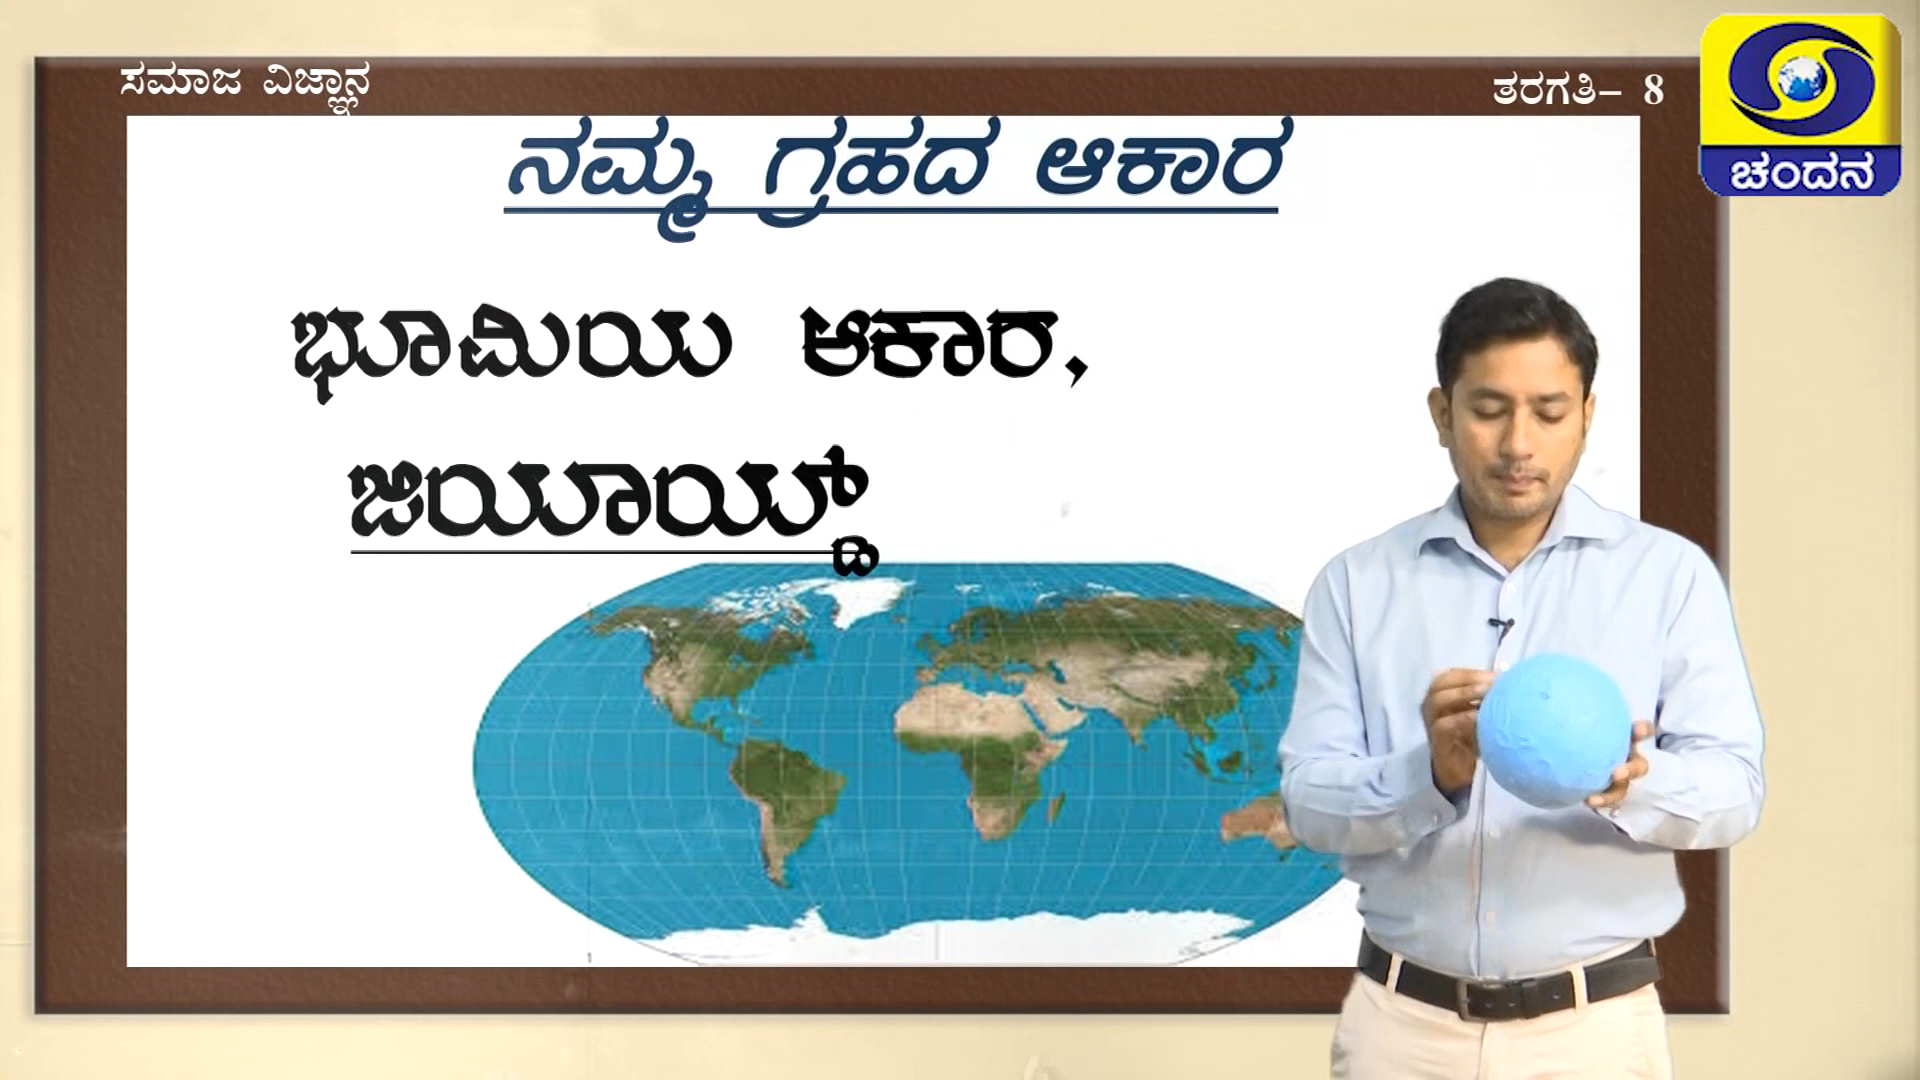 ಸಮಾಜ ವಿಜ್ಞಾನ
ತರಗತಿ– 8
ಚಂದನ
ನಮ್ಮ ಗ್ರಹದ ಆಕಾರ
ಭೂಮಿಯ ಆಕಾರ,
ಜಿಯಾಯ್ಡ್